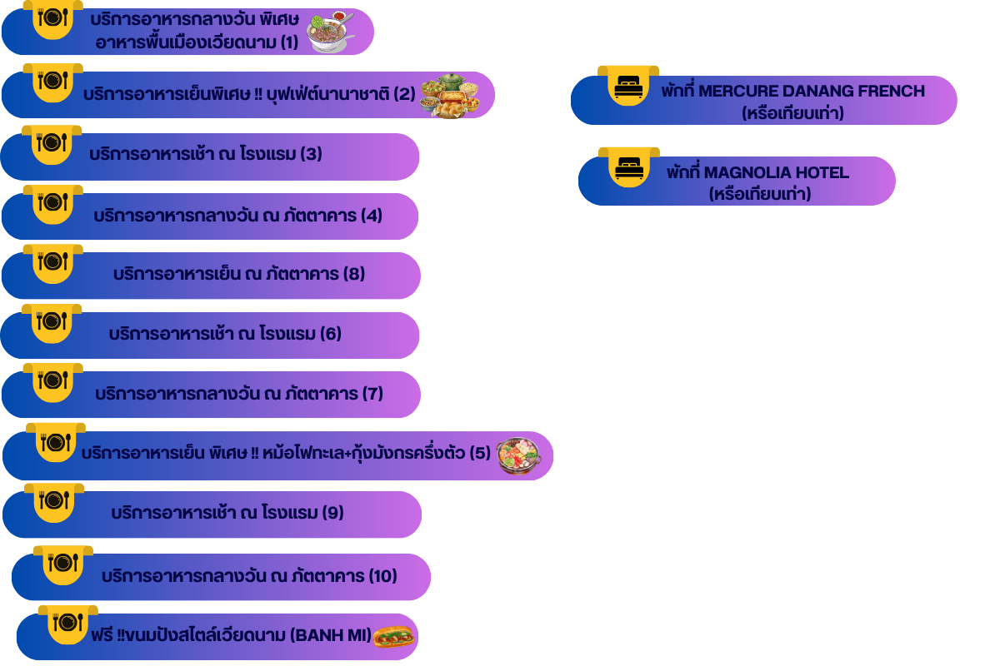 บริการอาหารกลางวัน พิเศษ
อาหารพื้นเมืองเวียดนาม (1)
บริการอาหารเย็นพิเศษ !! บุฟเฟ่ต์นานาชาติ (2)
บริการอาหารเช้า ณ โรงแรม (3)
บริการอาหารกลางวัน ณ ภัตตาคาร (4)
บริการอาหารเย็น ณ ภัตตาคาร (8)
บริการอาหารเช้า ณ โรงแรม (6)
บริการอาหารกลางวัน ณ ภัตตาคาร (7)
บริการอาหารเย็น พิเศษ !! หม้อไฟทะเล+กุ้งมังกรครึ่งตัว (5)
บริการอาหารเช้า ณ โรงแรม (9)
บริการอาหารกลางวัน ณ ภัตตาคาร (10)
ฟรี !!ขนมปังสไตล์เวียดนาม (BANH MI)
พักที่ MERCURE DANANG FRENCH
(หรือเทียบเท่า)
พักที่ MAGNOLIA HOTEL
(หรือเทียบเท่า)